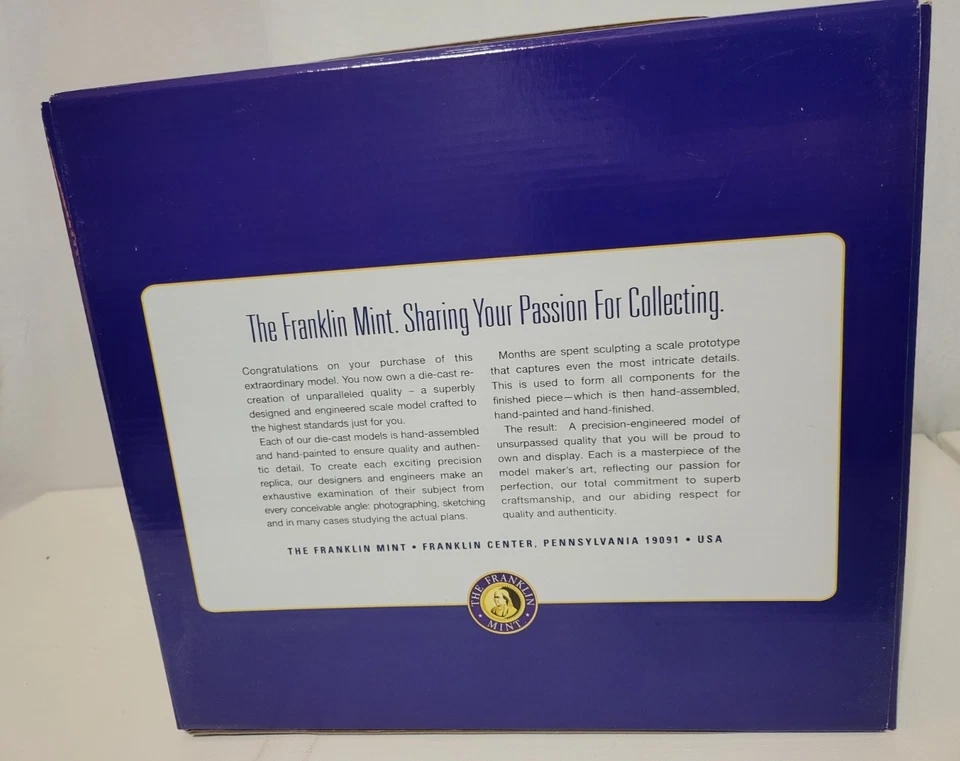 The Franklin Mint. Sharing Your Passion For Collecting.
Congratulations on your purchase of this
extraordinary model. You now own a die-cast re-
creation of unparalleled quality – a superbly
designed and engineered scale model crafted to
the highest standards just for you.
Each of our die-cast models is hand-assembled
and hand-painted to ensure quality and authen-
tic detail. To create each exciting precision
replica, our designers and engineers make an
exhaustive examination of their subject from
every conceivable angle: photographing, sketching
and in many cases studying the actual plans.
Months are spent sculpting a scale prototype
that captures even the most intricate details.
This is used to form all components for the
finished piece—which is then hand-assembled,
hand-painted and hand-finished.
The result: A precision-engineered model of
unsurpassed quality that you will be proud to
own and display. Each is a masterpiece of the
model maker's art, reflecting our passion for
perfection, our total commitment to superb
craftsmanship, and our abiding respect for
quality and authenticity.
THE FRANKLIN MINT • FRANKLIN CENTER, PENNSYLVANIA 19091 • USA
THE FRANKLIN
• MINT •